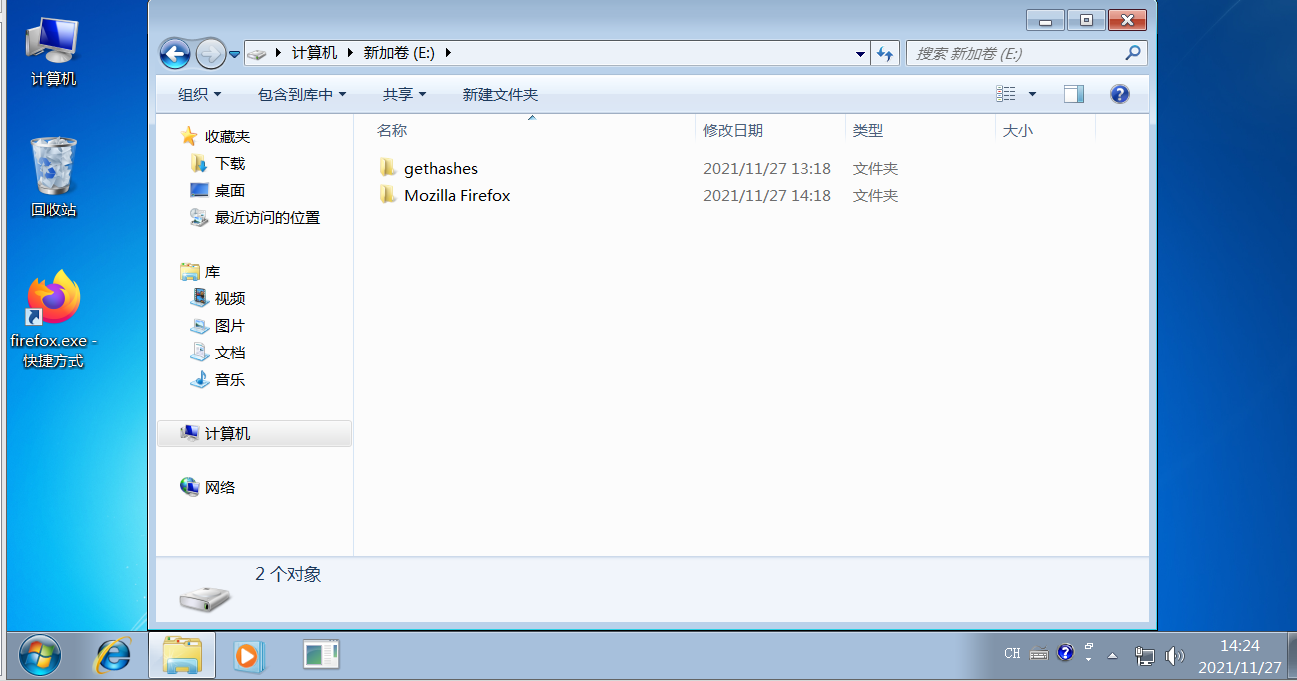 计算机
回收站
firefox.exe -
快捷方式
计算机 新加卷 (E:)
搜索 新加卷 (E:)
组织 包含到库中 共享 新建文件夹
收藏夹
下载
桌面
最近访问的位置
库
视频
图片
文档
音乐
计算机
网络
名称 修改日期 类型 大小
gethashes 2021/11/27 13:18 文件夹
Mozilla Firefox 2021/11/27 14:18 文件夹
2 个对象
CH
14:24
2021/11/27